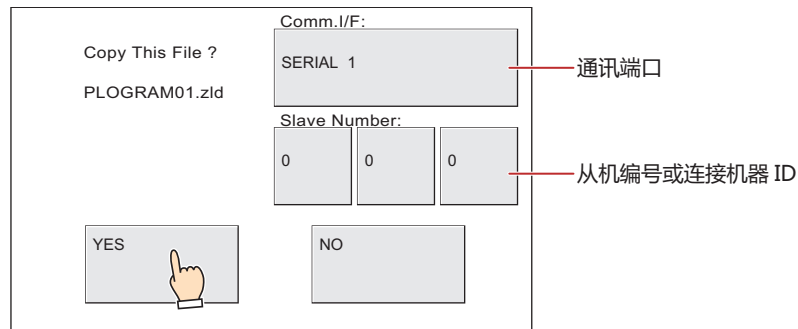 Comm.I/F:
Copy This File ?
SERIAL 1
通讯端口
PLOGRAM01.zld
Slave Number:
0 0 0
从机编号或连接机器 ID
YES NO